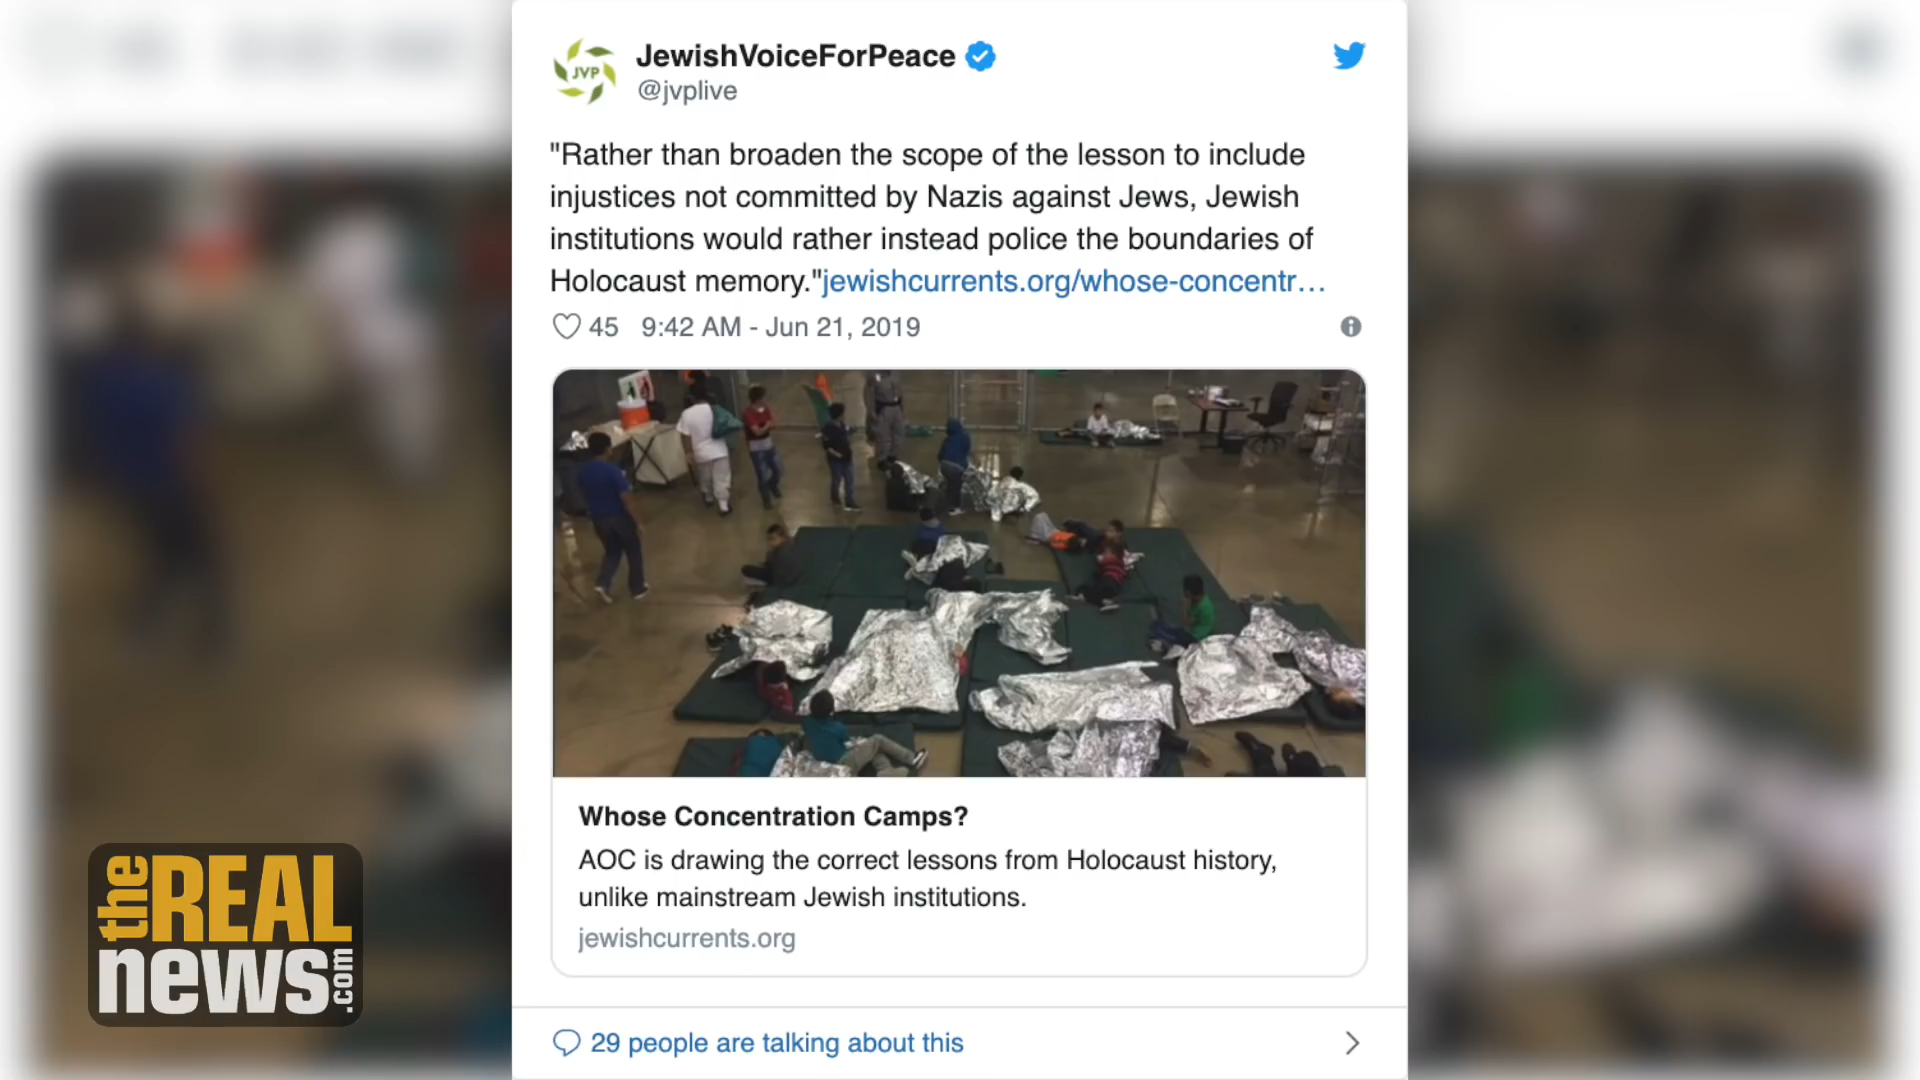 JVP
JewishVoiceForPeace
@jvplive
"Rather than broaden the scope of the lesson to include
injustices not committed by Nazis against Jews, Jewish
institutions would rather instead police the boundaries of
Holocaust memory."jewishcurrents.org/whose-concentr…
45 9:42 AM - Jun 21, 2019
Whose Concentration Camps?
AOC is drawing the correct lessons from Holocaust history,
unlike mainstream Jewish institutions.
jewishcurrents.org
29 people are talking about this
the REAL
news.com